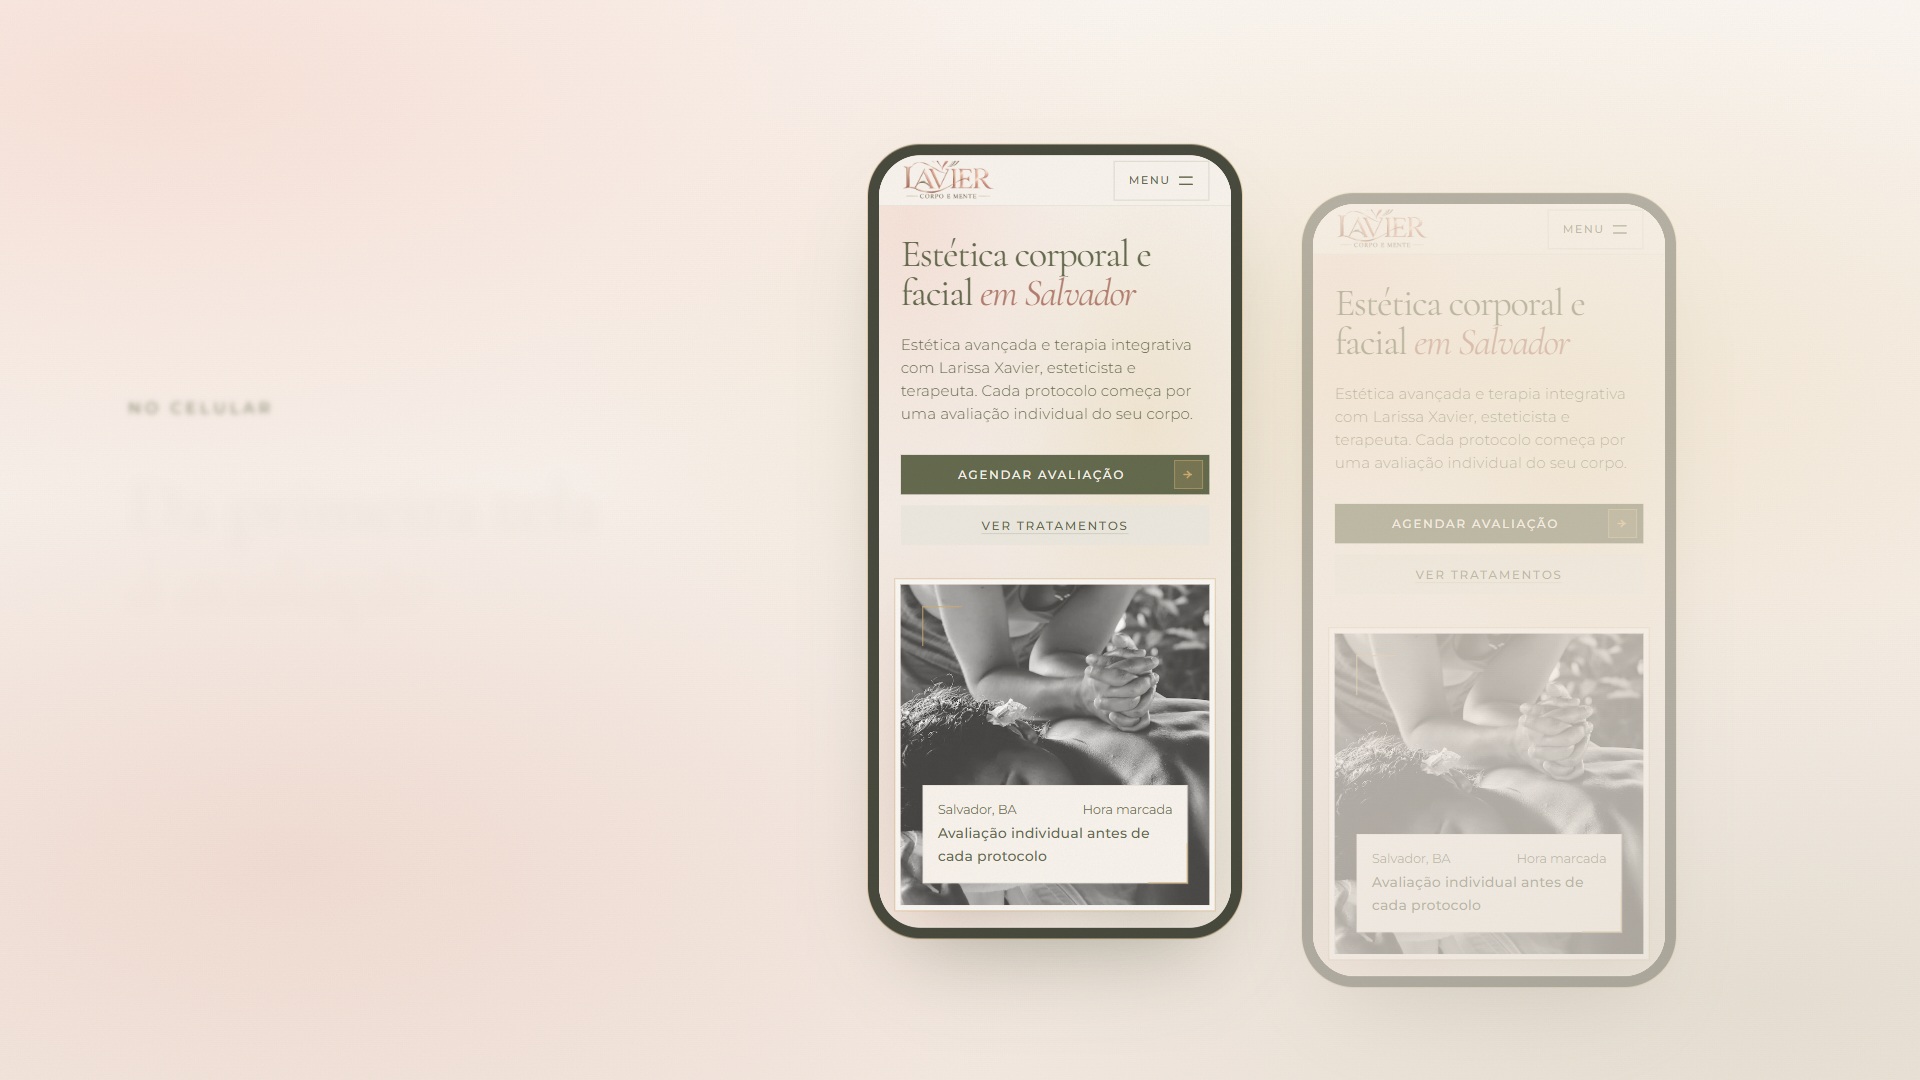 NO CELULAR
LAVIER
CORPO E MENTE
MENU
Estética corporal e
facial em Salvador
Estética avançada e terapia integrativa
com Larissa Xavier, esteticista e
terapeuta. Cada protocolo começa por
uma avaliação individual do seu corpo.
AGENDAR AVALIAÇÃO
VER TRATAMENTOS
Salvador, BA
Hora marcada
Avaliação individual antes de
cada protocolo
LAVIER
CORPO E MENTE
MENU
Estética corporal e
facial em Salvador
Estética avançada e terapia integrativa
com Larissa Xavier, esteticista e
terapeuta. Cada protocolo começa por
uma avaliação individual do seu corpo.
AGENDAR AVALIAÇÃO
VER TRATAMENTOS
Salvador, BA
Hora marcada
Avaliação individual antes de
cada protocolo